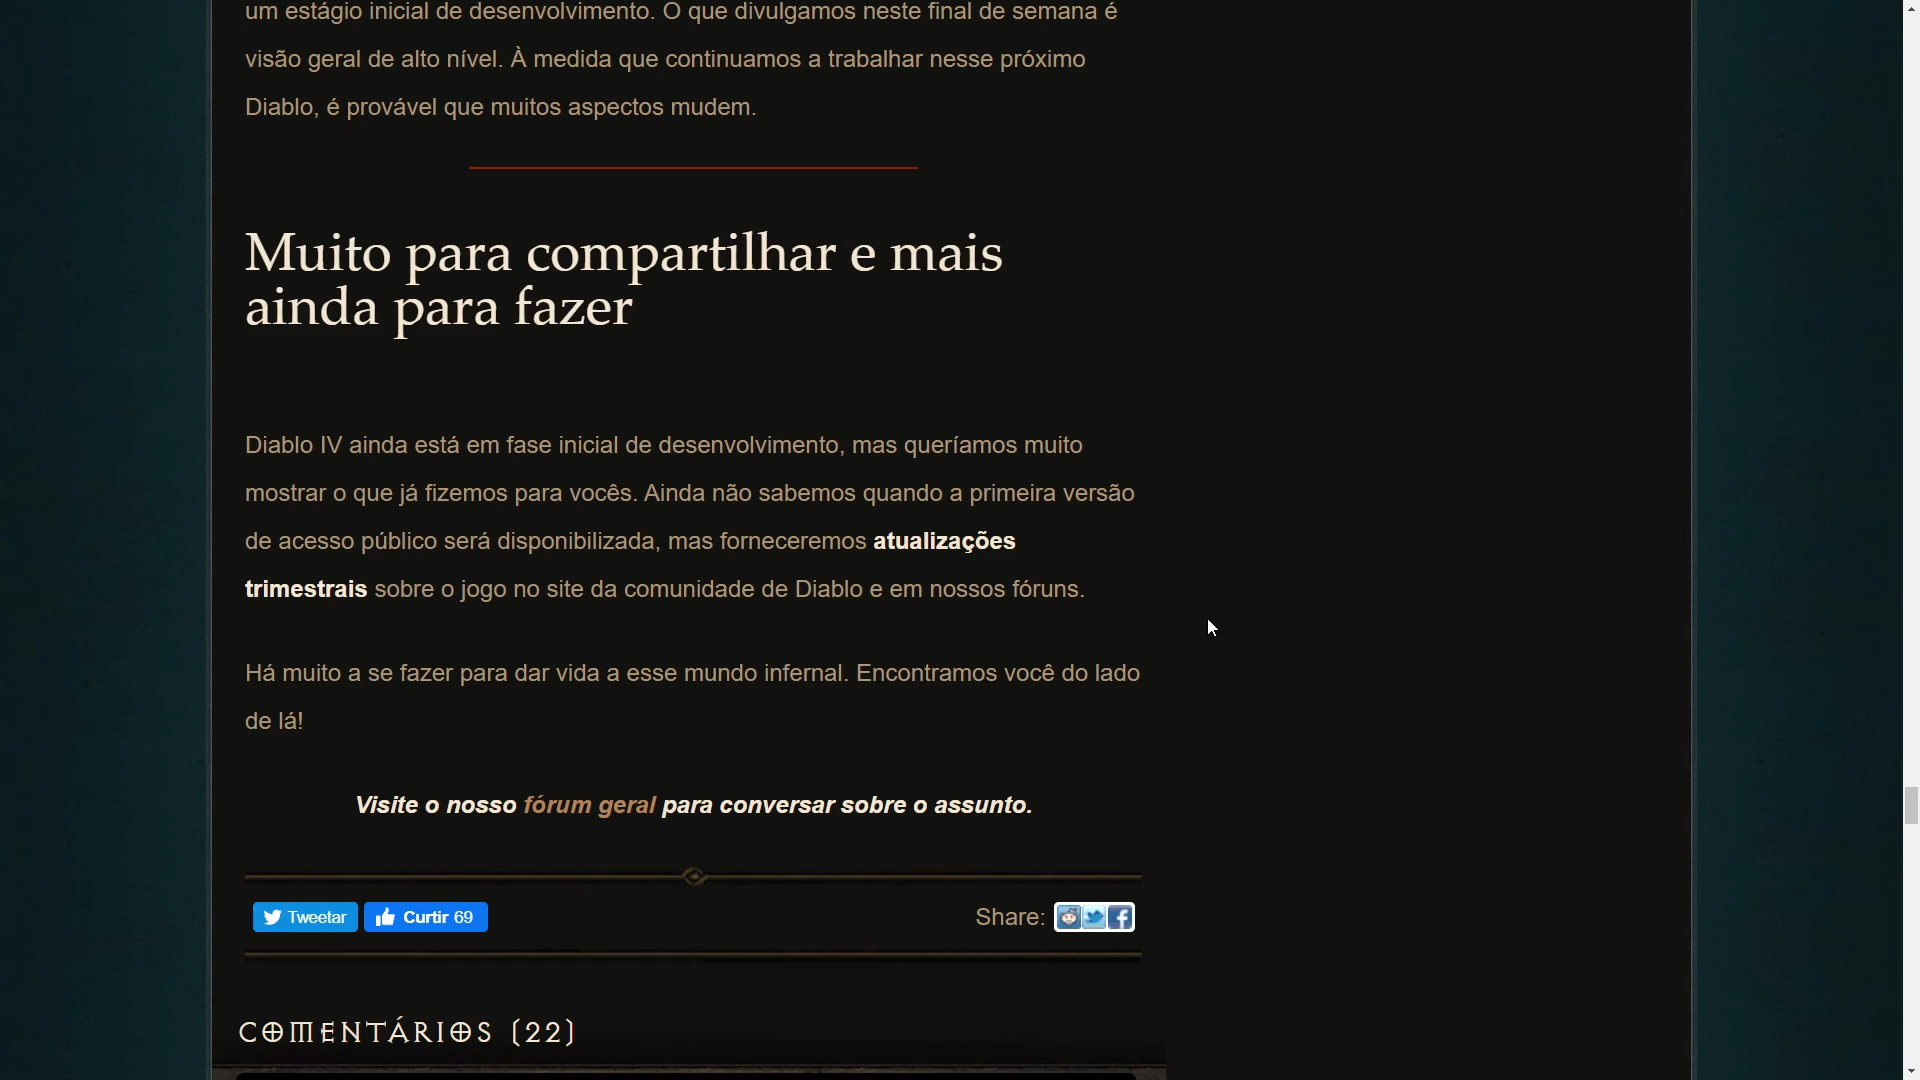 um estágio inicial de desenvolvimento. O que divulgamos neste final de semana é
visão geral de alto nível. À medida que continuamos a trabalhar nesse próximo
Diablo, é provável que muitos aspectos mudem.
Muito para compartilhar e mais
ainda para fazer
Diablo IV ainda está em fase inicial de desenvolvimento, mas queríamos muito
mostrar o que já fizemos para vocês. Ainda não sabemos quando a primeira versão
de acesso público será disponibilizada, mas forneceremos atualizações
trimestrais sobre o jogo no site da comunidade de Diablo e em nossos fóruns.
Há muito a se fazer para dar vida a esse mundo infernal. Encontramos você do lado
de lá!
Visite o nosso fórum geral para conversar sobre o assunto.
Tweetar Curtir 69 Share:
COMENTÁRIOS (22)